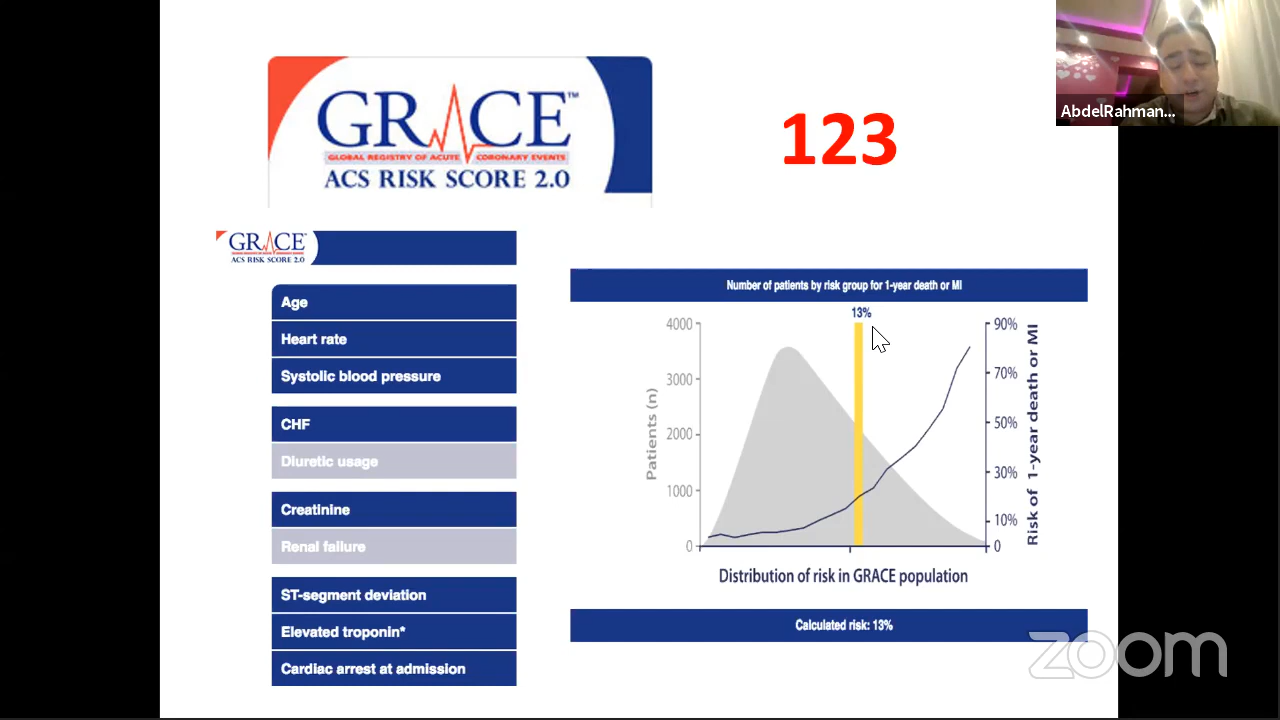 GRACE™
GLOBAL REGISTRY OF ACUTE CORONARY EVENTS
ACS RISK SCORE 2.0
123
AbdelRahman...
GRACE
ACS RISK SCORE 2.0
Age
Heart rate
Systolic blood pressure
CHF
Diuretic usage
Creatinine
Renal failure
ST-segment deviation
Elevated troponin*
Cardiac arrest at admission
Number of patients by risk group for 1-year death or MI
13%
4000
3000
2000
1000
0
Patients (n)
90%
70%
50%
30%
10%
0
Risk of 1-year death or MI
Distribution of risk in GRACE population
Calculated risk: 13%
zoom